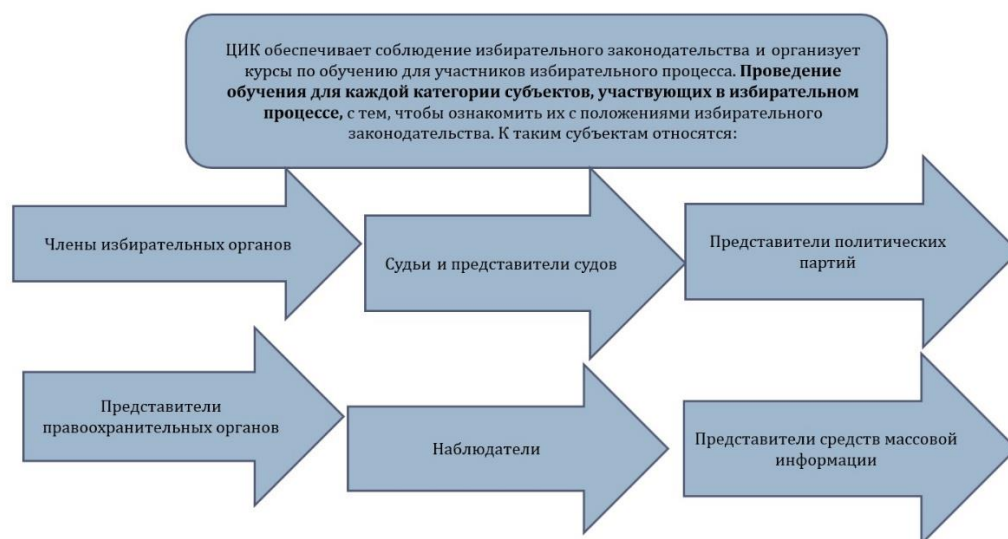 ЦИК обеспечивает соблюдение избирательного законодательства и организует
курсы по обучению для участников избирательного процесса. Проведение
обучения для каждой категории субъектов, участвующих в избирательном
процессе, с тем, чтобы ознакомить их с положениями избирательного
законодательства. К таким субъектам относятся:
Члены избирательных органов
Судьи и представители судов
Представители политических
партий
Представители
правоохранительных органов
Наблюдатели
Представители средств массовой
информации